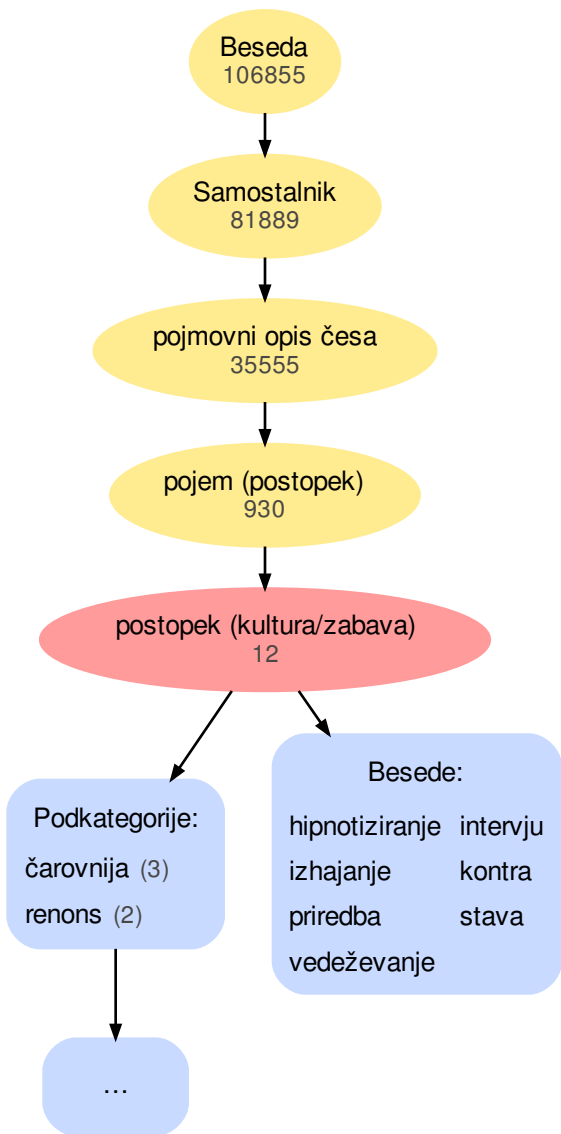 Beseda
106855
Samostalnik
81889
pojmovni opis česa
35555
pojem (postopek)
930
postopek (kultura/zabava)
12
Podkategorije:
čarovnija (3)
renons (2)
...
Besede:
hipnotiziranje intervju
izhajanje kontra
priredba stava
vedeževanje